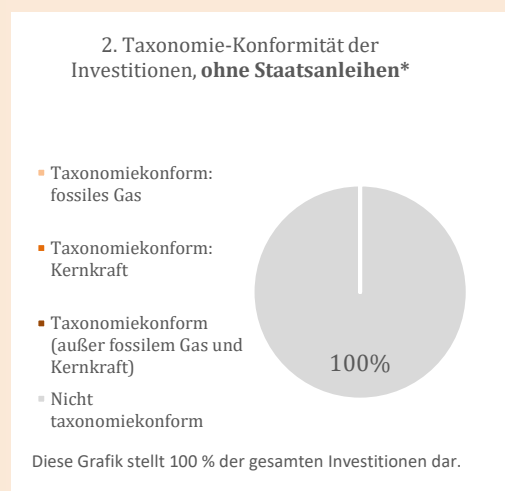 2. Taxonomie-Konformität der
Investitionen, ohne Staatsanleihen*
Taxonomiekonform:
fossiles Gas
Taxonomiekonform:
Kernkraft
Taxonomiekonform
(außer fossilem Gas und
Kernkraft)
Nicht
taxonomiekonform
100%
Diese Grafik stellt 100 % der gesamten Investitionen dar.